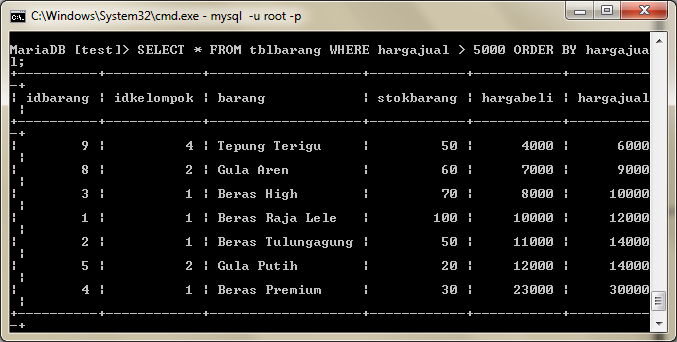 C:\Windows\System32\cmd.exe - mysql -u root -p
MariaDB [test]> SELECT * FROM tblbarang WHERE hargajual > 5000 ORDER BY hargajua
l;
+----------+------------+-------------------+------------+-----------+----------
-+
| idbarang | idkelompok | barang            | stokbarang | hargabeli | hargajual
 |
+----------+------------+-------------------+------------+-----------+----------
-+
|        9 |          4 | Tepung Terigu     |         50 |      4000 |      6000
 |
|        8 |          2 | Gula Aren         |         60 |      7000 |      9000
 |
|        3 |          1 | Beras High        |         70 |      8000 |     10000
 |
|        1 |          1 | Beras Raja Lele   |        100 |     10000 |     12000
 |
|        2 |          1 | Beras Tulungagung |         50 |     11000 |     14000
 |
|        5 |          2 | Gula Putih        |         20 |     12000 |     14000
 |
|        4 |          1 | Beras Premium     |         30 |     23000 |     30000
 |
+----------+------------+-------------------+------------+-----------+----------
-+